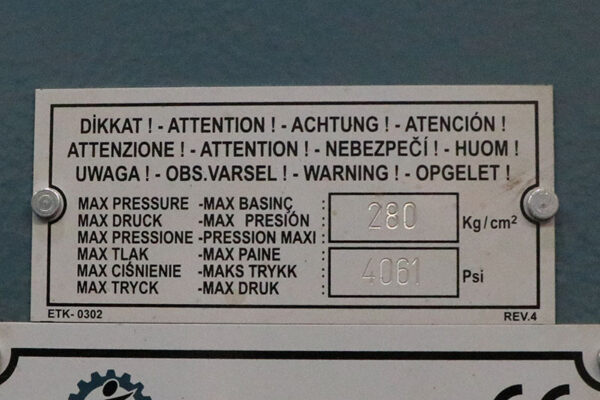 DİKKAT ! - ATTENTION ! - ACHTUNG ! - ATENCIÓN !
ATTENZIONE ! - ATTENTION ! - NEBEZPEČÍ ! - HUOM !
UWAGA ! - OBS.VARSEL ! - WARNING ! - OPGELET !
MAX PRESSURE -MAX BASINÇ :
MAX DRUCK -MAX PRESIÓN :
MAX PRESSIONE -PRESSION MAXI :
MAX TLAK -MAX PAINE :
MAX CIŚNIENIE -MAKS TRYKK :
MAX TRYCK -MAX DRUK :
280 Kg/cm²
4061 Psi
ETK- 0302 REV.4
CE